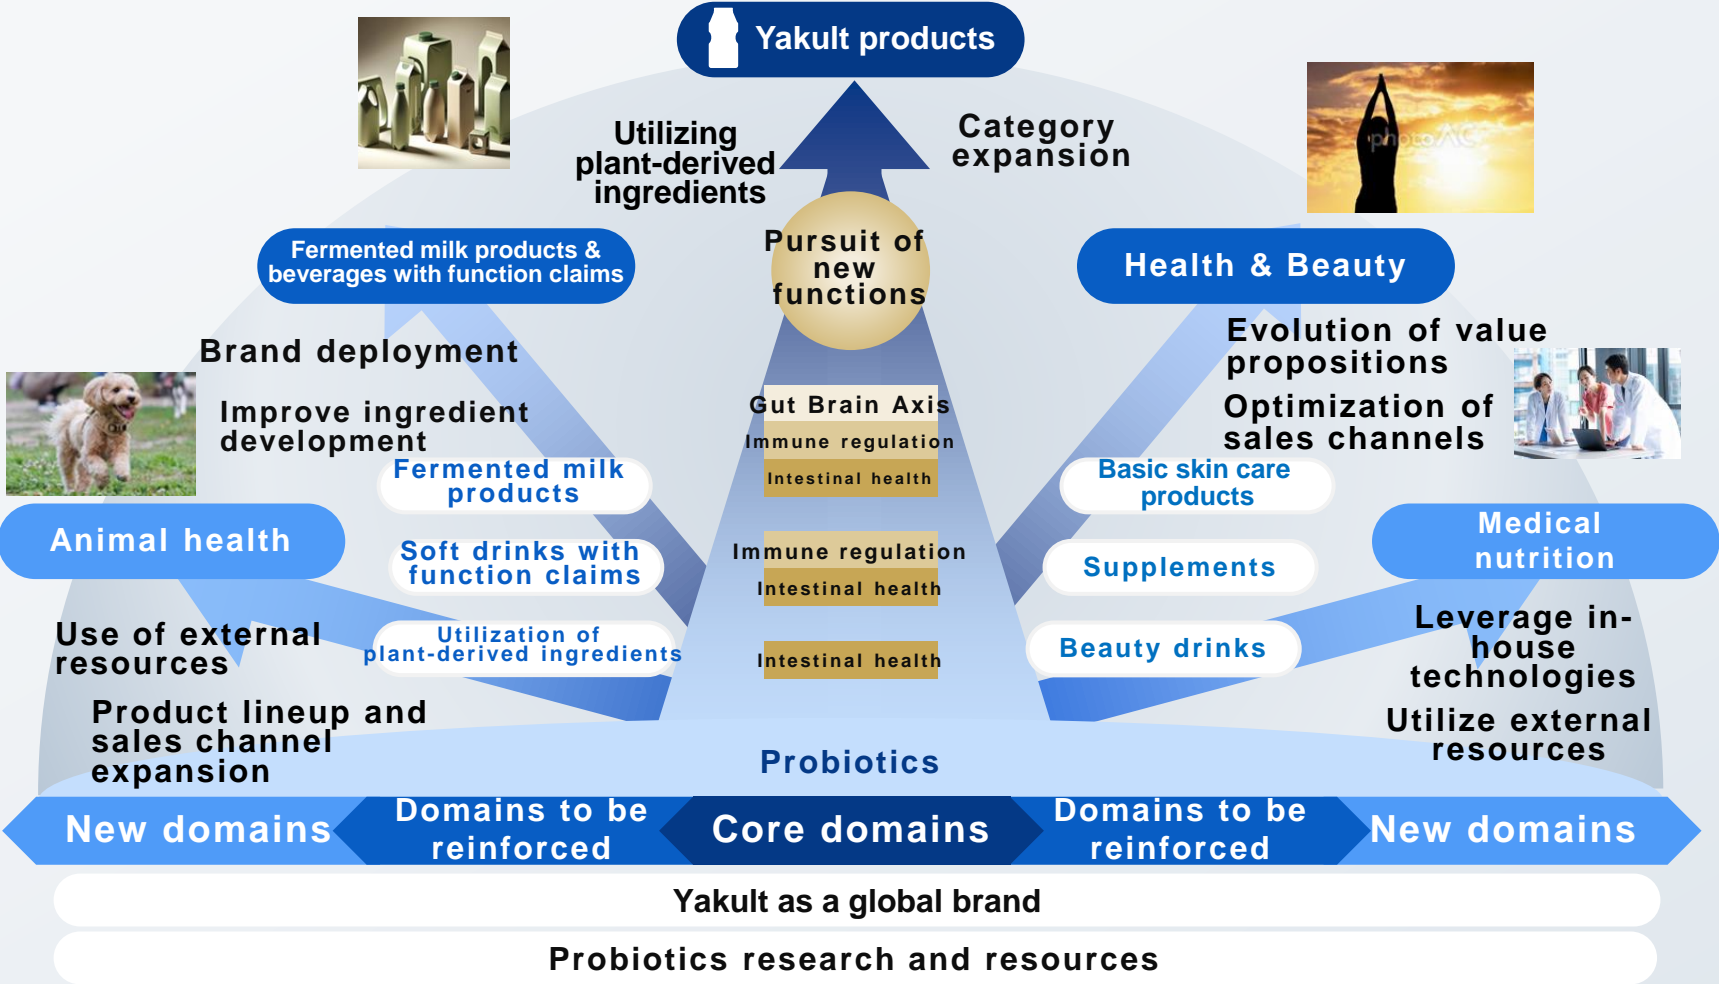 Yakult products
Utilizing
plant-derived
ingredients
Category
expansion
photoAC
Fermented milk products &
beverages with function claims
Pursuit of
new
functions
Health & Beauty
Brand deployment
Improve ingredient
development
Evolution of value
propositions
Optimization of
sales channels
Gut Brain Axis
Immune regulation
Intestinal health
Fermented milk
products
Basic skin care
products
Animal health
Soft drinks with
function claims
Immune regulation
Intestinal health
Supplements
Medical
nutrition
Use of external
resources
Utilization of
plant-derived ingredients
Intestinal health
Beauty drinks
Leverage in-
house
technologies
Product lineup and
sales channel
expansion
Utilize external
resources
Probiotics
New domains
Domains to be
reinforced
Core domains
Domains to be
reinforced
New domains
Yakult as a global brand
Probiotics research and resources